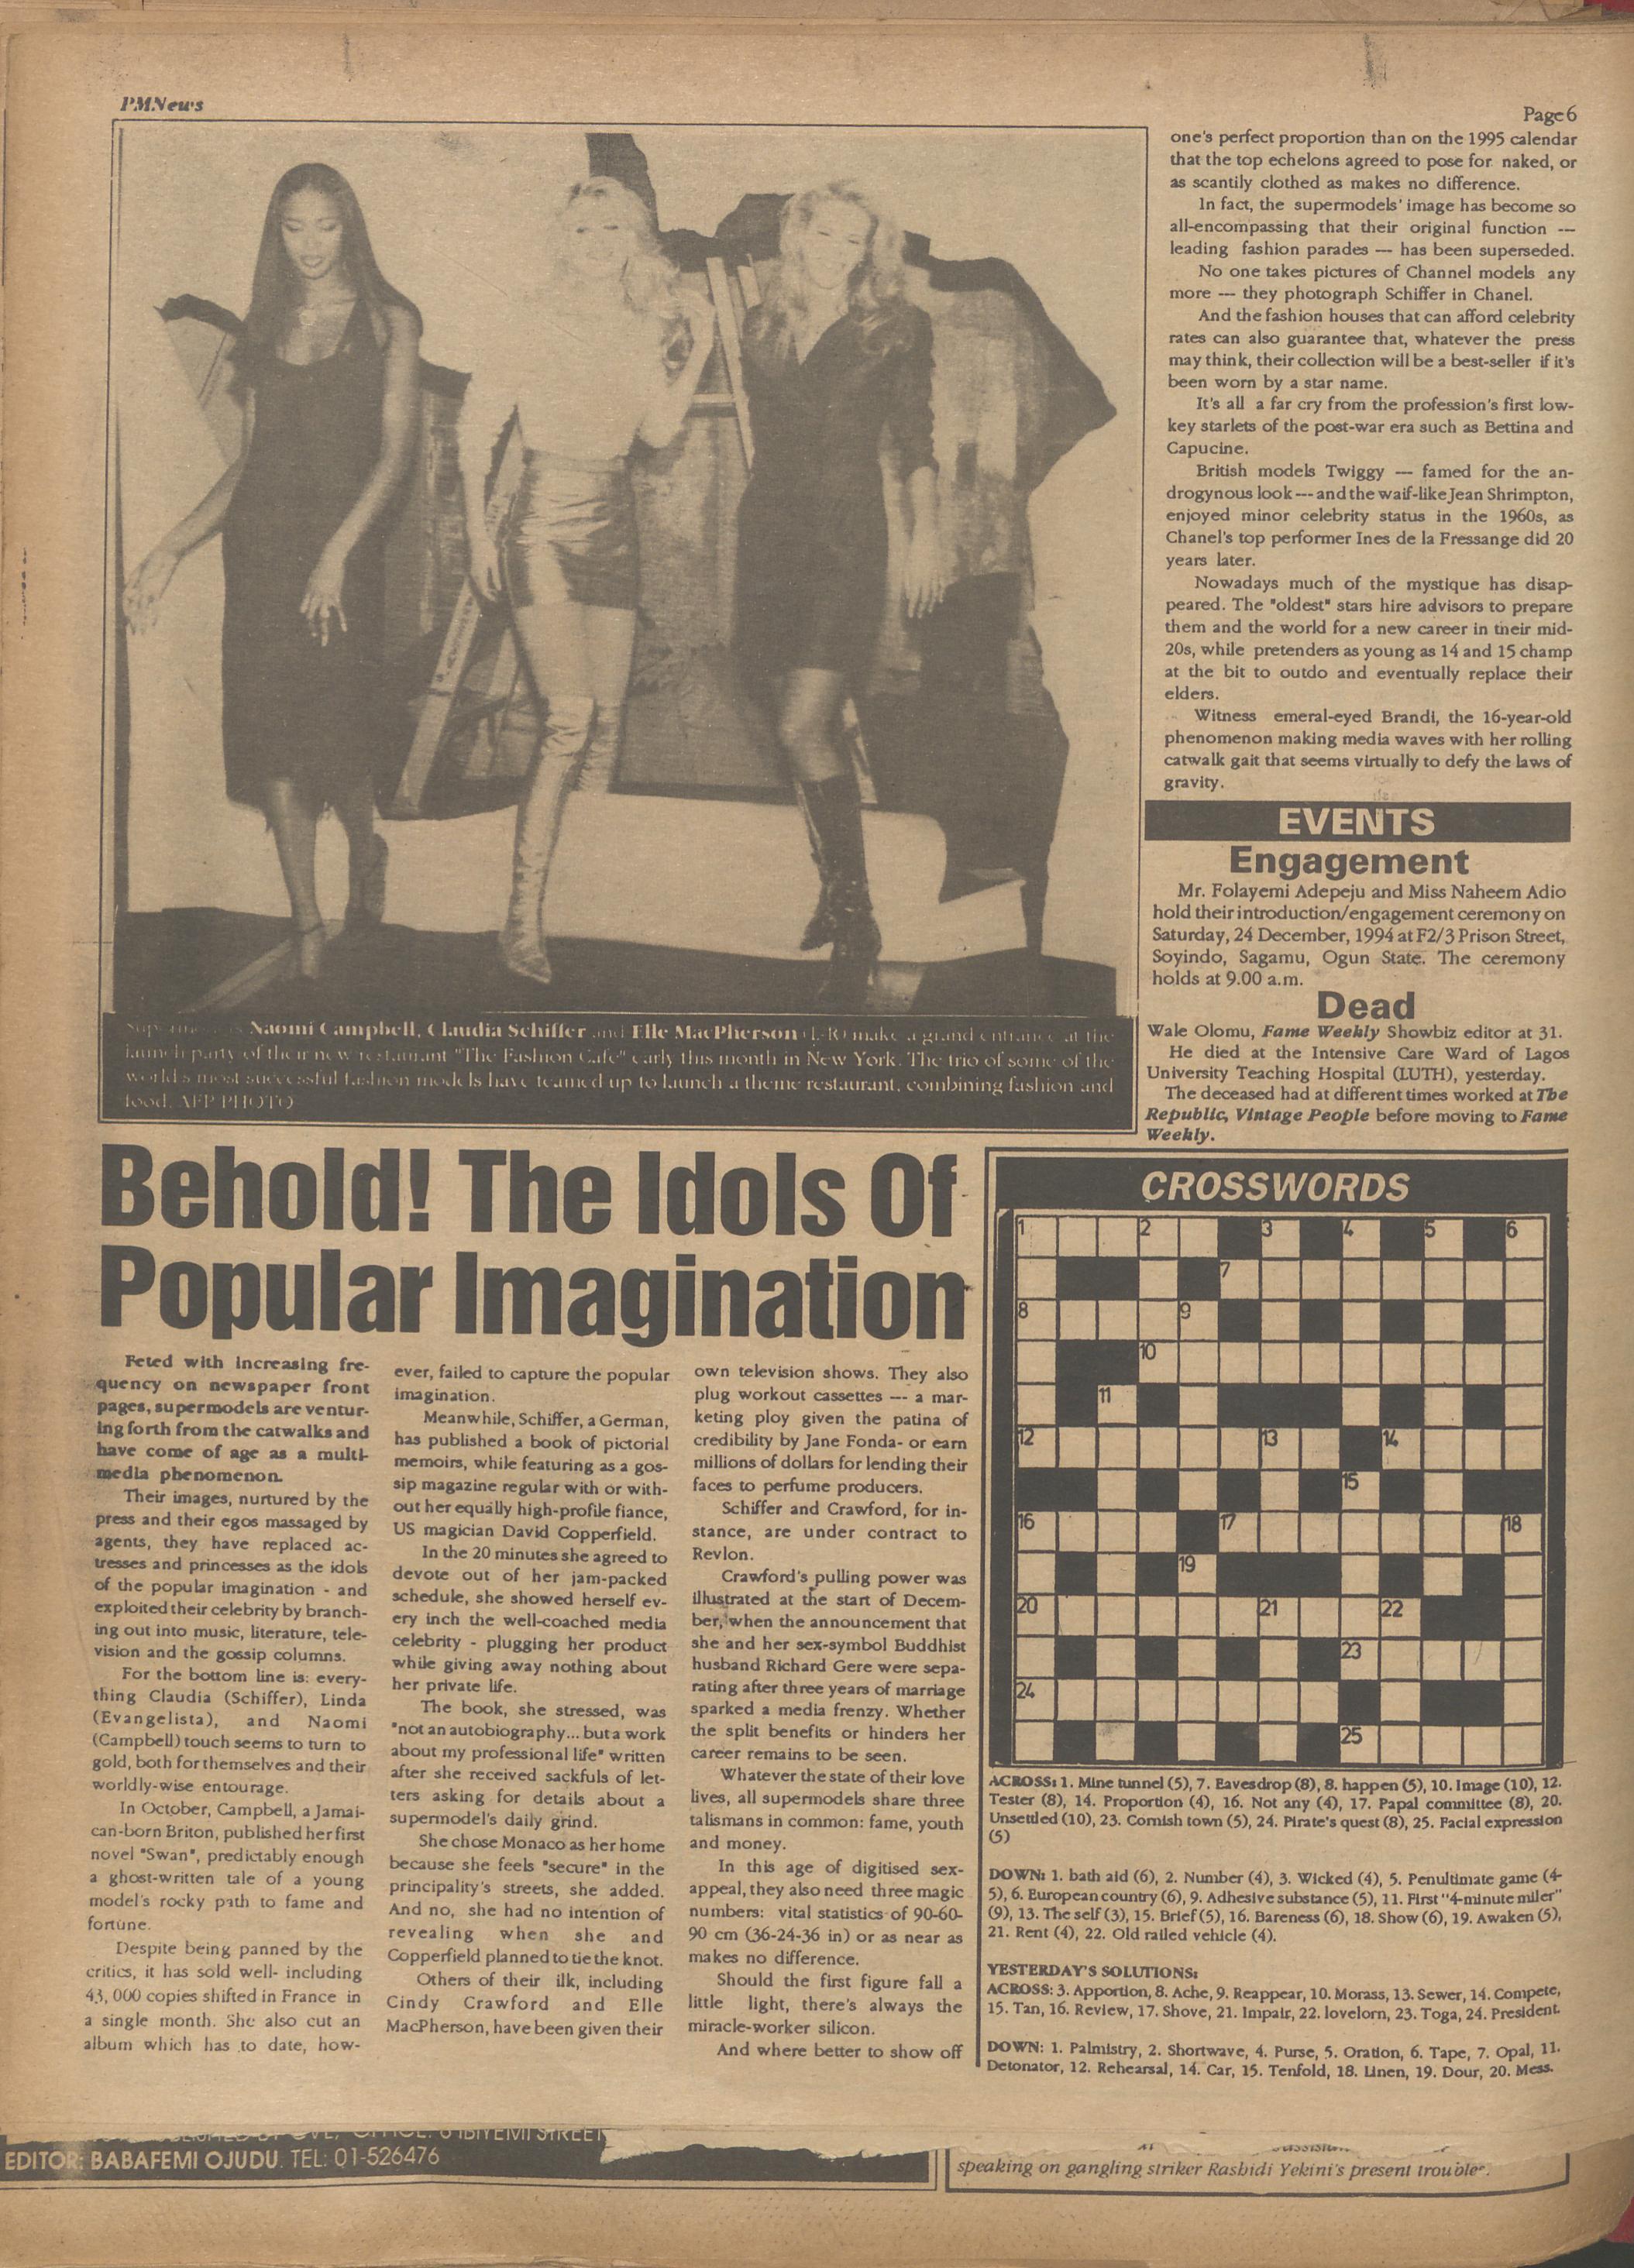 PMNews
Page 6
Supermodels Naomi Campbell, Claudia Schiffer and Elle MacPherson (L-R) make a grand entrance at the
launch party of their new restaurant "The Fashion Cafe" early this month in New York. The trio of some of the
world's most successful fashion models have teamed up to launch a theme restaurant, combining fashion and
food. AFP PHOTO
Behold! The Idols Of
Popular Imagination
Feted with increasing fre-
quency on newspaper front
pages, supermodels are ventur-
ing forth from the catwalks and
have come of age as a multi-
media phenomenon.
Their images, nurtured by the
press and their egos massaged by
agents, they have replaced ac-
tresses and princesses as the idols
of the popular imagination - and
exploited their celebrity by branch-
ing out into music, literature, tele-
vision and the gossip columns.
For the bottom line is: every-
thing Claudia (Schiffer), Linda
(Evangelista), and Naomi
(Campbell) touch seems to turn to
gold, both for themselves and their
worldly-wise entourage.
In October, Campbell, a Jamai-
can-born Briton, published her first
novel "Swan", predictably enough
a ghost-written tale of a young
model's rocky path to fame and
fortune.
Despite being panned by the
critics, it has sold well- including
43, 000 copies shifted in France in
a single month. She also cut an
album which has to date, how-
ever, failed to capture the popular
imagination.
Meanwhile, Schiffer, a German,
has published a book of pictorial
memoirs, while featuring as a gos-
sip magazine regular with or with-
out her equally high-profile fiance,
US magician David Copperfield.
In the 20 minutes she agreed to
devote out of her jam-packed
schedule, she showed herself ev-
ery inch the well-coached media
celebrity - plugging her product
while giving away nothing about
her private life.
The book, she stressed, was
"not an autobiography... but a work
about my professional life" written
after she received sackfuls of let-
ters asking for details about a
supermodel's daily grind.
She chose Monaco as her home
because she feels "secure" in the
principality's streets, she added.
And no, she had no intention of
revealing when she and
Copperfield planned to tie the knot.
Others of their ilk, including
Cindy Crawford and Elle
MacPherson, have been given their
own television shows. They also
plug workout cassettes --- a mar-
keting ploy given the patina of
credibility by Jane Fonda- or earn
millions of dollars for lending their
faces to perfume producers.
Schiffer and Crawford, for in-
stance, are under contract to
Revlon.
Crawford's pulling power was
illustrated at the start of Decem-
ber, when the announcement that
she and her sex-symbol Buddhist
husband Richard Gere were sepa-
rating after three years of marriage
sparked a media frenzy. Whether
the split benefits or hinders her
career remains to be seen.
Whatever the state of their love
lives, all supermodels share three
talismans in common: fame, youth
and money.
In this age of digitised sex-
appeal, they also need three magic
numbers: vital statistics of 90-60-
90 cm (36-24-36 in) or as near as
makes no difference.
Should the first figure fall a
little light, there's always the
miracle-worker silicon.
And where better to show off
one's perfect proportion than on the 1995 calendar
that the top echelons agreed to pose for naked, or
as scantily clothed as makes no difference.
In fact, the supermodels' image has become so
all-encompassing that their original function ---
leading fashion parades --- has been superseded.
No one takes pictures of Channel models any
more --- they photograph Schiffer in Chanel.
And the fashion houses that can afford celebrity
rates can also guarantee that, whatever the press
may think, their collection will be a best-seller if it's
been worn by a star name.
It's all a far cry from the profession's first low-
key starlets of the post-war era such as Bettina and
Capucine.
British models Twiggy --- famed for the an-
drogynous look --- and the waif-like Jean Shrimpton,
enjoyed minor celebrity status in the 1960s, as
Chanel's top performer Ines de la Fressange did 20
years later.
Nowadays much of the mystique has disap-
peared. The "oldest" stars hire advisors to prepare
them and the world for a new career in their mid-
20s, while pretenders as young as 14 and 15 champ
at the bit to outdo and eventually replace their
elders.
Witness emeral-eyed Brandi, the 16-year-old
phenomenon making media waves with her rolling
catwalk gait that seems virtually to defy the laws of
gravity.
EVENTS
Engagement
Mr. Folayemi Adepeju and Miss Naheem Adio
hold their introduction/engagement ceremony on
Saturday, 24 December, 1994 at F2/3 Prison Street,
Soyindo, Sagamu, Ogun State. The ceremony
holds at 9.00 a.m.
Dead
Wale Olomu, Fame Weekly Showbiz editor at 31.
He died at the Intensive Care Ward of Lagos
University Teaching Hospital (LUTH), yesterday.
The deceased had at different times worked at The
Republic, Vintage People before moving to Fame
Weekly.
CROSSWORDS
1 2 3 4 5 6
7
8 9
10
11
12 13 14
15
16 17 18
19
20 21 22
23
24
25
ACROSS: 1. Mine tunnel (5), 7. Eavesdrop (8), 8. happen (5), 10. Image (10), 12.
Tester (8), 14. Proportion (4), 16. Not any (4), 17. Papal committee (8), 20.
Unsettled (10), 23. Cornish town (5), 24. Pirate's quest (8), 25. Facial expression
(5)
DOWN: 1. bath aid (6), 2. Number (4), 3. Wicked (4), 5. Penultimate game (4-
5), 6. European country (6), 9. Adhesive substance (5), 11. First "4-minute miler"
(9), 13. The self (3), 15. Brief (5), 16. Bareness (6), 18. Show (6), 19. Awaken (5),
21. Rent (4), 22. Old railed vehicle (4).
YESTERDAY'S SOLUTIONS:
ACROSS: 3. Apportion, 8. Ache, 9. Reappear, 10. Morass, 13. Sewer, 14. Compete,
15. Tan, 16. Review, 17. Shove, 21. Impair, 22. lovelorn, 23. Toga, 24. President.
DOWN: 1. Palmistry, 2. Shortwave, 4. Purse, 5. Oration, 6. Tape, 7. Opal, 11.
Detonator, 12. Rehearsal, 14. Car, 15. Tenfold, 18. Linen, 19. Dour, 20. Mess.
6 IBIYEMI STREET
EDITOR: BABAFEMI OJUDU. TEL: 01-526476
speaking on gangling striker Rashidi Yekini's present trouble.